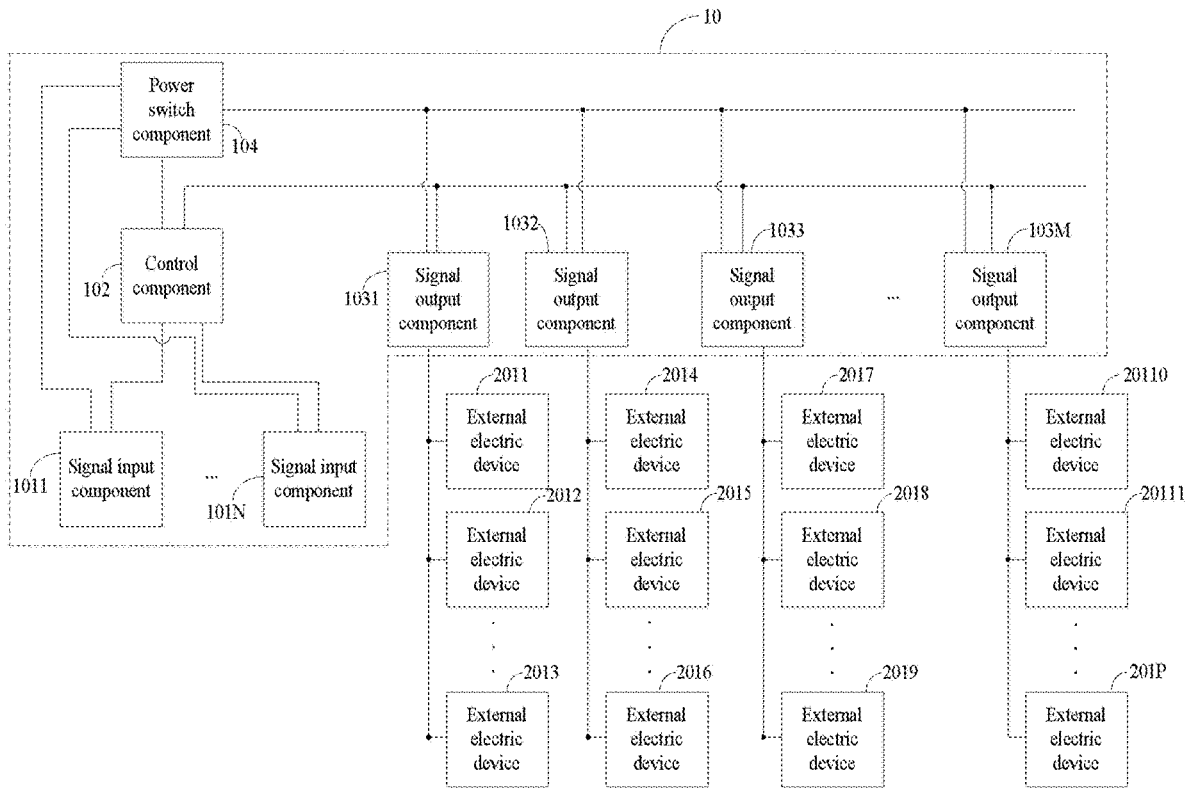 10
Power
switch
component
104
1032
1033
103M
102
Control
component
1031
Signal
output
component
Signal
output
component
Signal
output
component
...
Signal
output
component
2011
2014
2017
20110
External
electric
device
External
electric
device
External
electric
device
External
electric
device
1011
Signal input
component
...
101N
Signal input
component
2012
2015
2018
20111
External
electric
device
External
electric
device
External
electric
device
External
electric
device
2013
2016
2019
201P
External
electric
device
External
electric
device
External
electric
device
External
electric
device